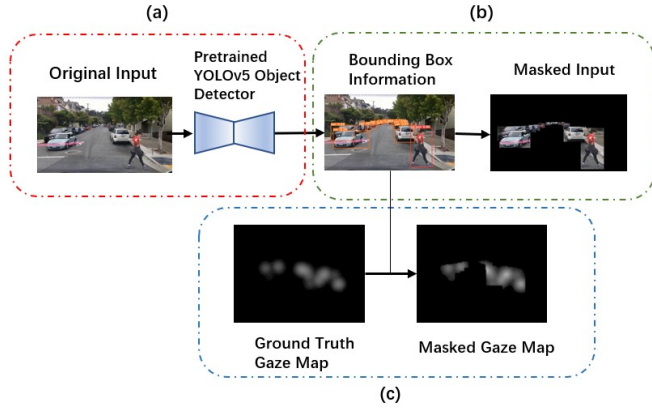 (a)
(b)
Original Input
Pretrained
YOLOv5 Object
Detector
Bounding Box
Information
Masked Input
Ground Truth
Gaze Map
Masked Gaze Map
(c)